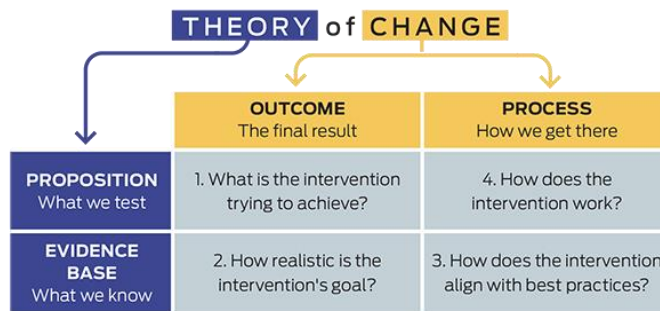 THEORY of CHANGE
OUTCOME
The final result
PROCESS
How we get there
PROPOSITION
What we test
1. What is the intervention
trying to achieve?
4. How does the
intervention work?
EVIDENCE
BASE
What we know
2. How realistic is the
intervention's goal?
3. How does the intervention
align with best practices?